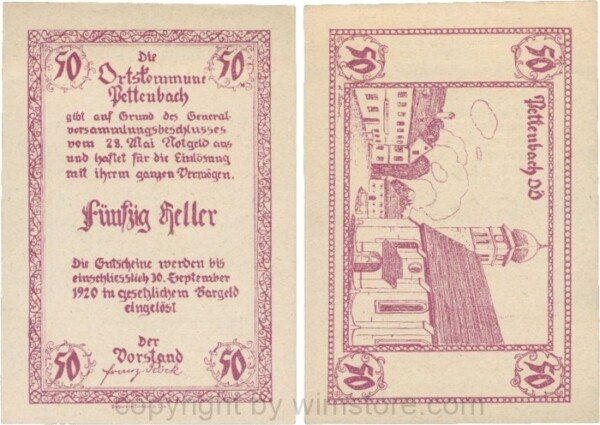 50 50
Die
Ortskommune
Pettenbach
gibt auf Grund des General-
versammlungsbeschlusses
vom 28. Mai Notgeld aus
und haftet für die Einlösung
mit ihrem ganzen Vermögen.
Fünfzig Heller
Die Gutscheine werden bis
einschliesslich 30. September
1920 in gesetzlichem Bargeld
eingelöst
Der
Vorstand
50 50
50 50
Pettenbach OÖ
50 50
copyright by wimstore.com